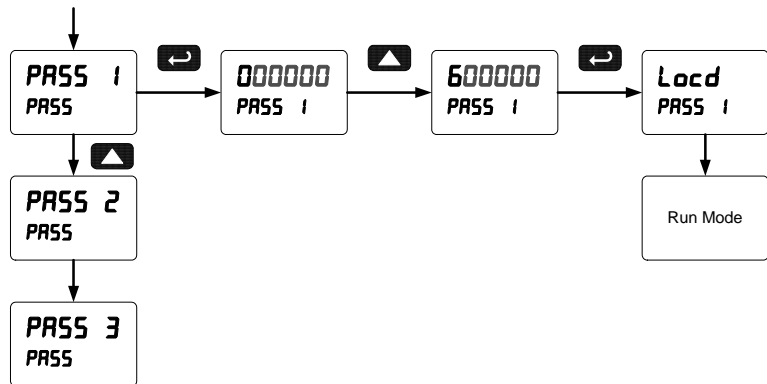 PASS 1
PASS
000000
PASS 1
600000
PASS 1
Locd
PASS 1
PASS 2
PASS
Run Mode
PASS 3
PASS